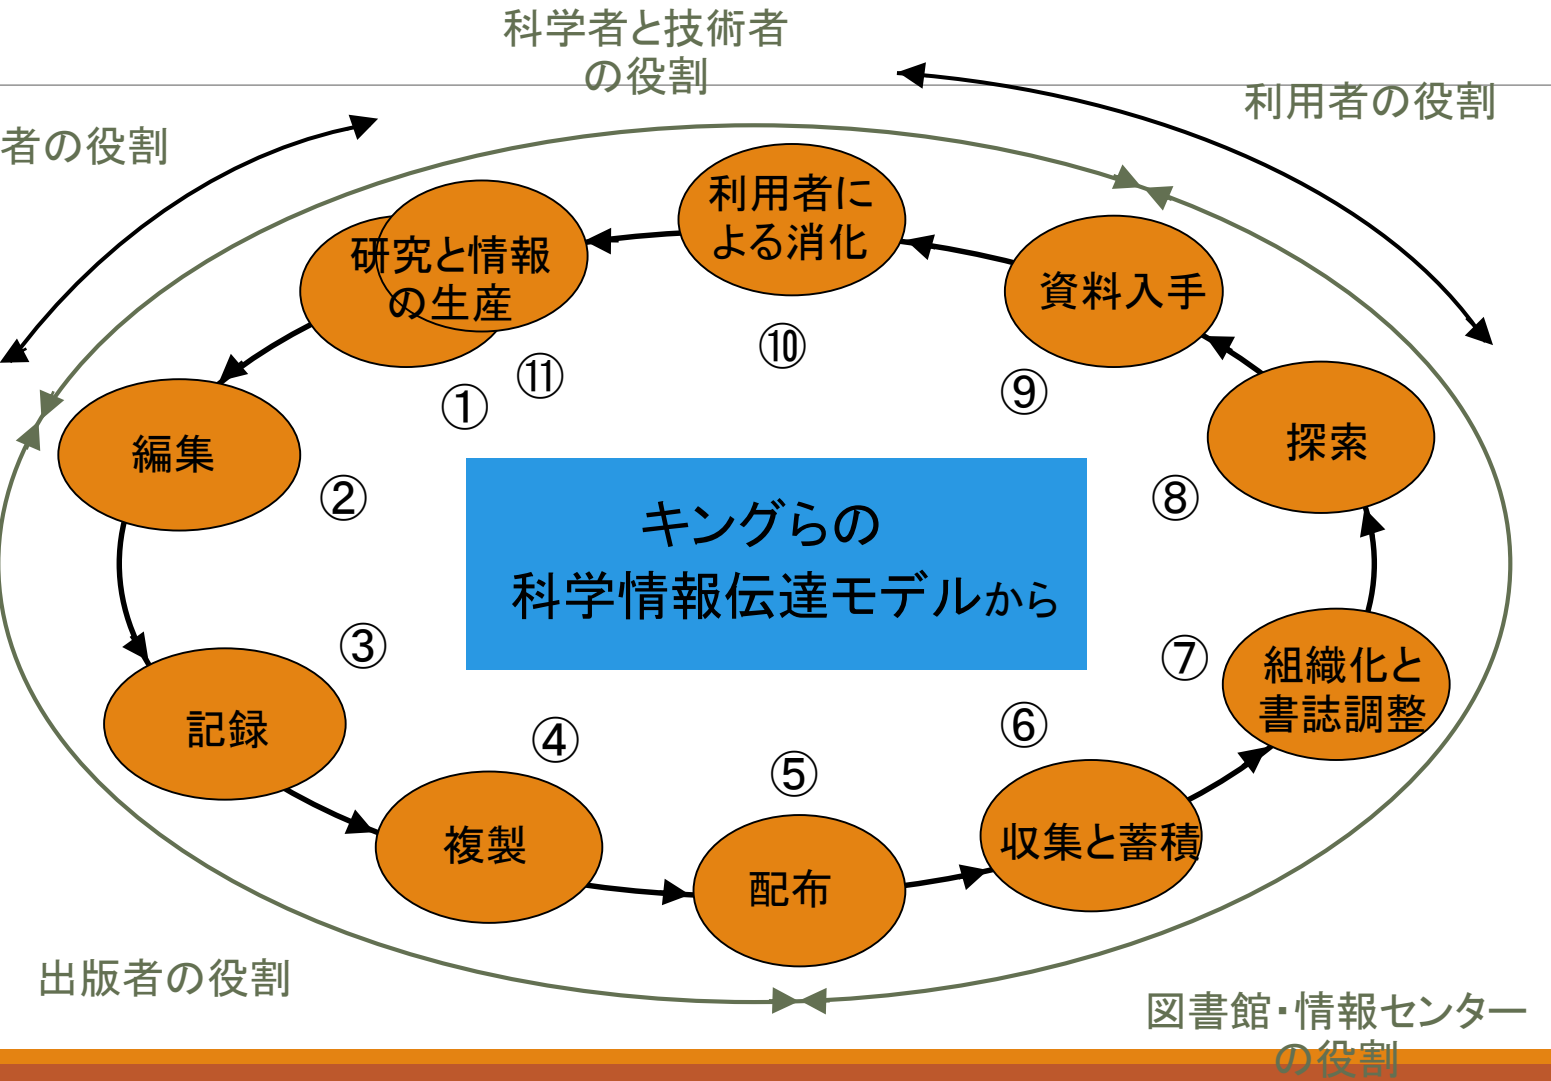 科学者と技術者
の役割
者の役割
利用者の役割
利用者に
よる消化
研究と情報
の生産
資料入手
⑩
⑪
①
⑨
編集
探索
②
⑧
キングらの
科学情報伝達モデルから
③
⑦
組織化と
書誌調整
記録
④
⑥
⑤
複製
収集と蓄積
配布
出版者の役割
図書館・情報センター
の役割